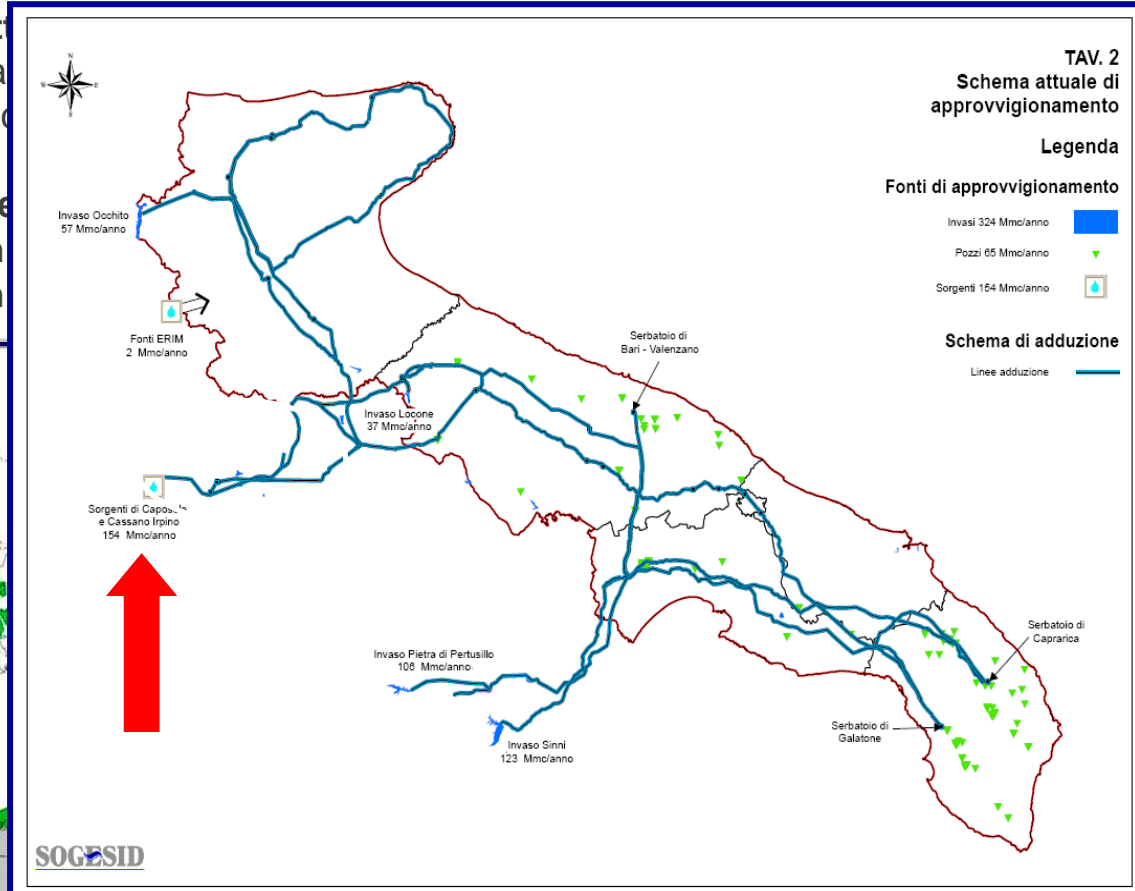 N
W
E
S
TAV. 2
Schema attuale di
approvvigionamento
Legenda
Fonti di approvvigionamento
Invasi 324 Mmc/anno
Pozzi 65 Mmc/anno
Sorgenti 154 Mmc/anno
Schema di adduzione
Linee adduzione
Invaso Occhito
57 Mmc/anno
Fonti ERIM
2 Mmc/anno
Serbatoio di
Bari - Valenzano
Invaso Locone
37 Mmc/anno
Sorgenti di
e Cassano Irpino
154 Mmc/anno
Invaso Pietra di Pertusillo
106 Mmc/anno
Invaso Sinni
123 Mmc/anno
Serbatoio di
Caprarica
Serbatoio di
Galatone
SOGESID